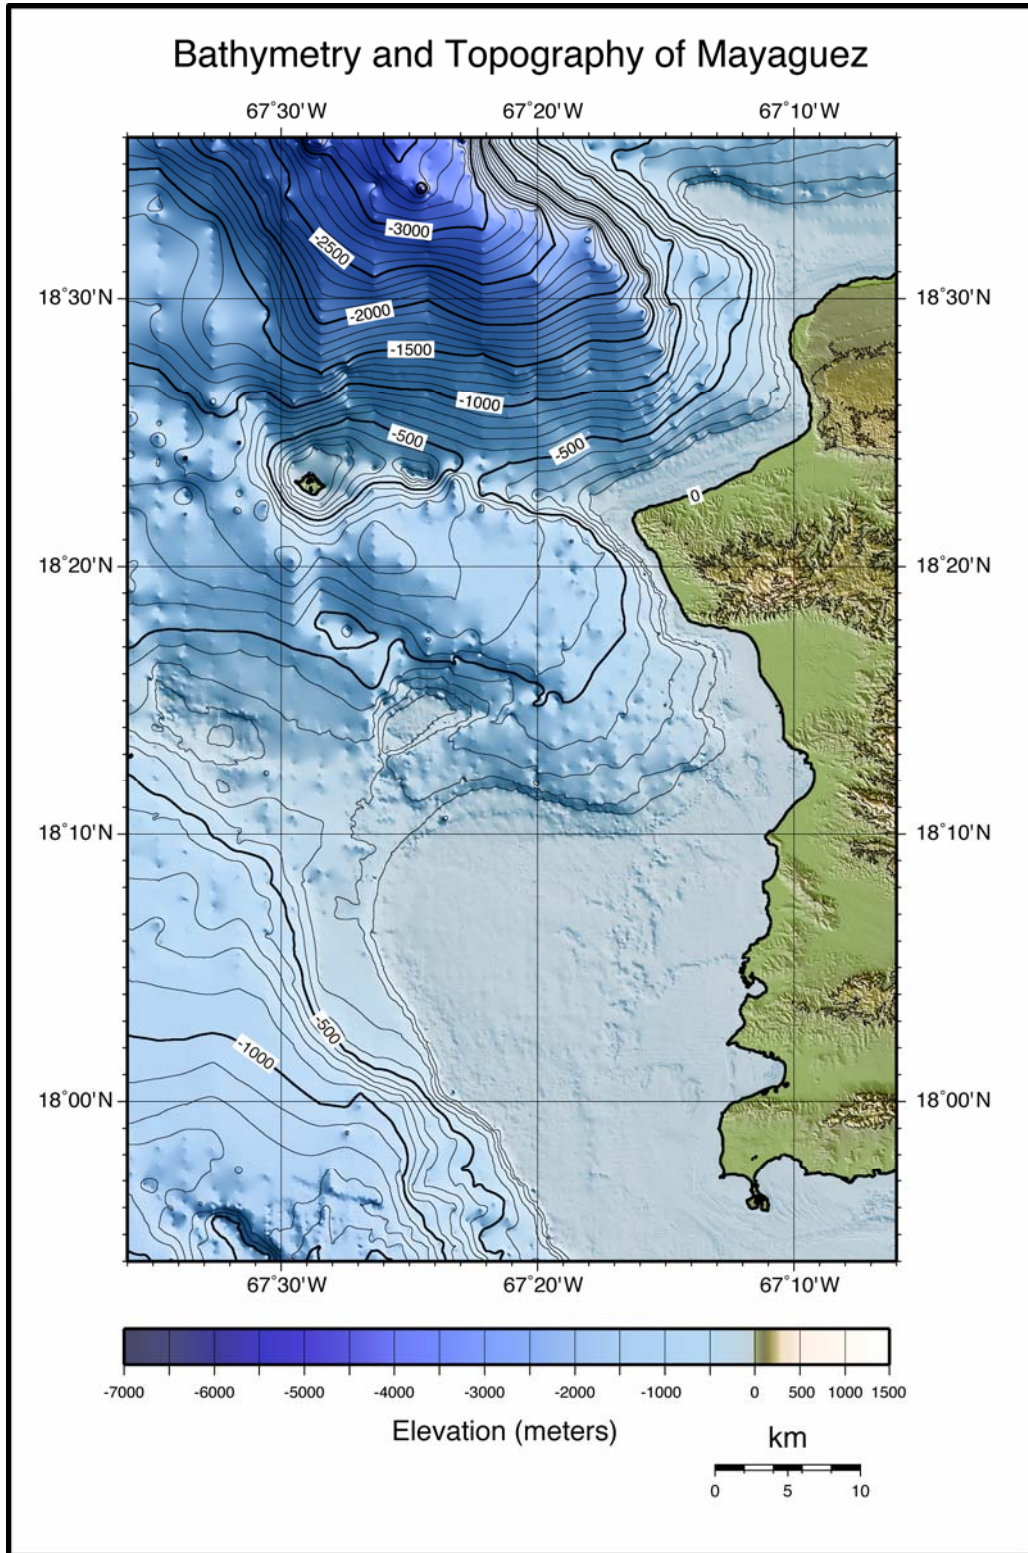 Bathymetry and Topography of Mayaguez
67°30'W 67°20'W 67°10'W
-3000
-2500
18°30'N 18°30'N
-2000
-1500
-1000
-500
-500
0
18°20'N 18°20'N
18°10'N 18°10'N
-500
-1000
18°00'N 18°00'N
67°30'W 67°20'W 67°10'W
-7000 -6000 -5000 -4000 -3000 -2000 -1000 0 500 1000 1500
Elevation (meters)
km
0 5 10